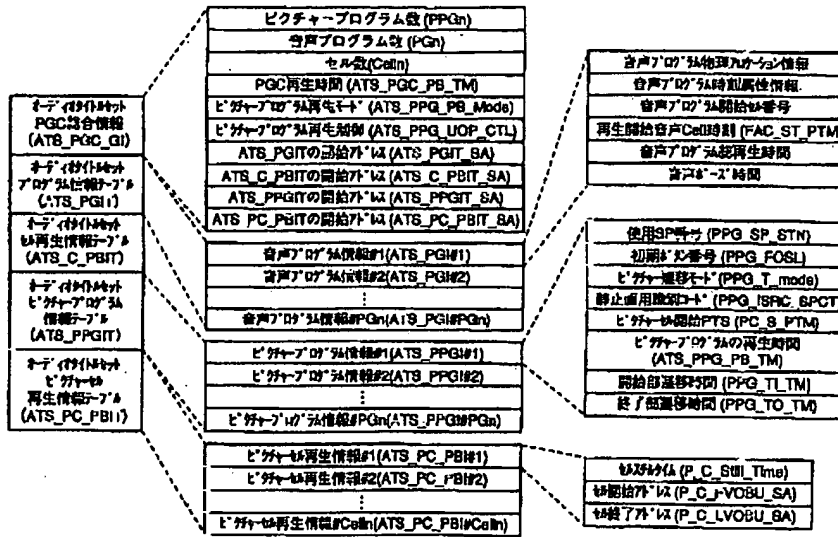 オーディオタイトルセット
PGC総合情報
(ATS_PGC_GI)
オーディオタイトルセット
プログラム情報テーブル
(ATS_PGIT)
オーディオタイトルセット
セル再生情報テーブル
(ATS_C_PBIT)
オーディオタイトルセット
ピクチャープログラム
情報テーブル
(ATS_PPGIT)
オーディオタイトルセット
ピクチャーセル
再生情報テーブル
(ATS_PC_PBIT)
ピクチャープログラム数 (PPGn)
音声プログラム数 (PGn)
セル数(Celln)
PGC再生時間 (ATS_PGC_PB_TM)
ピクチャープログラム再生モード (ATS_PPG_PB_Mode)
ピクチャープログラム再生制御 (ATS_PPG_UOP_CTL)
ATS_PGITの開始アドレス (ATS_PGIT_SA)
ATS_C_PBITの開始アドレス (ATS_C_PBIT_SA)
ATS_PPGITの開始アドレス (ATS_PPGIT_SA)
ATS_PC_PBITの開始アドレス (ATS_PC_PBIT_SA)
音声プログラム情報#1(ATS_PGI#1)
音声プログラム情報#2(ATS_PGI#2)
⋮
音声プログラム情報#PGn(ATS_PGI#PGn)
ピクチャープログラム情報#1(ATS_PPGI#1)
ピクチャープログラム情報#2(ATS_PPGI#2)
⋮
ピクチャープログラム情報#PGn(ATS_PPGI#PGn)
ピクチャーセル再生情報#1(ATS_PC_PBI#1)
ピクチャーセル再生情報#2(ATS_PC_PBI#2)
⋮
ピクチャーセル再生情報#Celln(ATS_PC_PBI#Celln)
音声プログラム物理アロケーション情報
音声プログラム時刻属性情報
音声プログラム開始セル番号
再生開始音声Cell時刻 (FAC_ST_PTM)
音声プログラム総再生時間
音声ポーズ時間
使用SP番号 (PPG_SP_STN)
初期ボタン番号 (PPG_FOSL)
ピクチャー遷移モード (PPG_T_mode)
静止画用識別コード (PPG_ISRC_SPCT)
ピクチャーセル開始PTS (PC_S_PTM)
ピクチャープログラムの再生時間
(ATS_PPG_PB_TM)
開始部遷移時間 (PPG_TI_TM)
終了部遷移時間 (PPG_TO_TM)
セルスチルタイム (P_C_Still_Time)
セル開始アドレス (P_C_FVOBU_SA)
セル終了アドレス (P_C_LVOBU_SA)